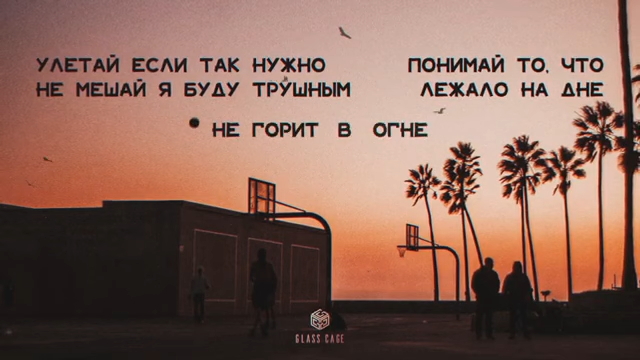 УЛЕТАЙ ЕСЛИ ТАК НУЖНО
НЕ МЕШАЙ Я БУДУ ТРУШНЫМ
ПОНИМАЙ ТО, ЧТО
ЛЕЖАЛО НА ДНЕ
НЕ ГОРИТ В ОГНЕ
GLASS CAGE